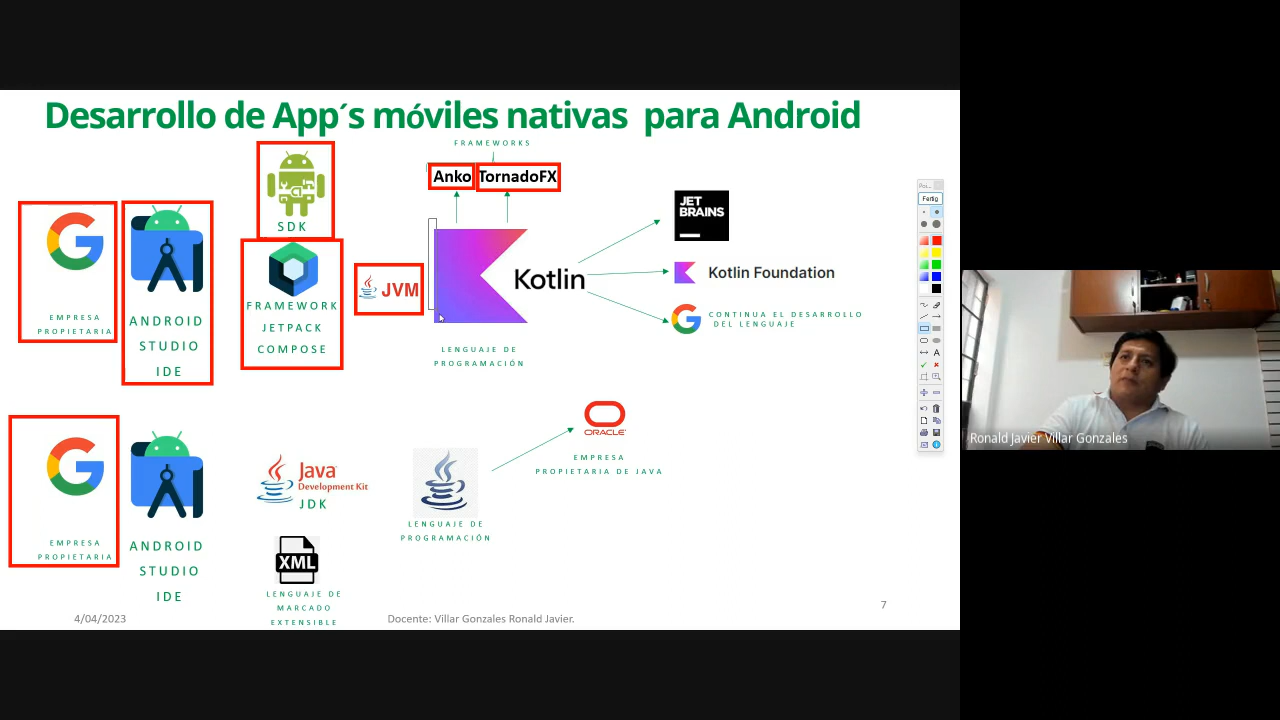 Desarrollo de App´s móviles nativas para Android
FRAMEWORKS
Anko
TornadoFX
SDK
JET
BRAINS
EMPRESA
PROPIETARIA
ANDROID
STUDIO
IDE
FRAMEWORK
JETPACK
COMPOSE
JVM
Kotlin
Kotlin Foundation
CONTINUA EL DESARROLLO
DEL LENGUAJE
LENGUAJE DE
PROGRAMACIÓN
EMPRESA
PROPIETARIA
ANDROID
STUDIO
IDE
Java
Development Kit
JDK
XML
LENGUAJE DE
MARCADO
EXTENSIBLE
LENGUAJE DE
PROGRAMACIÓN
ORACLE
EMPRESA
PROPIETARIA DE JAVA
4/04/2023
Docente: Villar Gonzales Ronald Javier.
7
Fertig
A
Ronald Javier Villar Gonzales